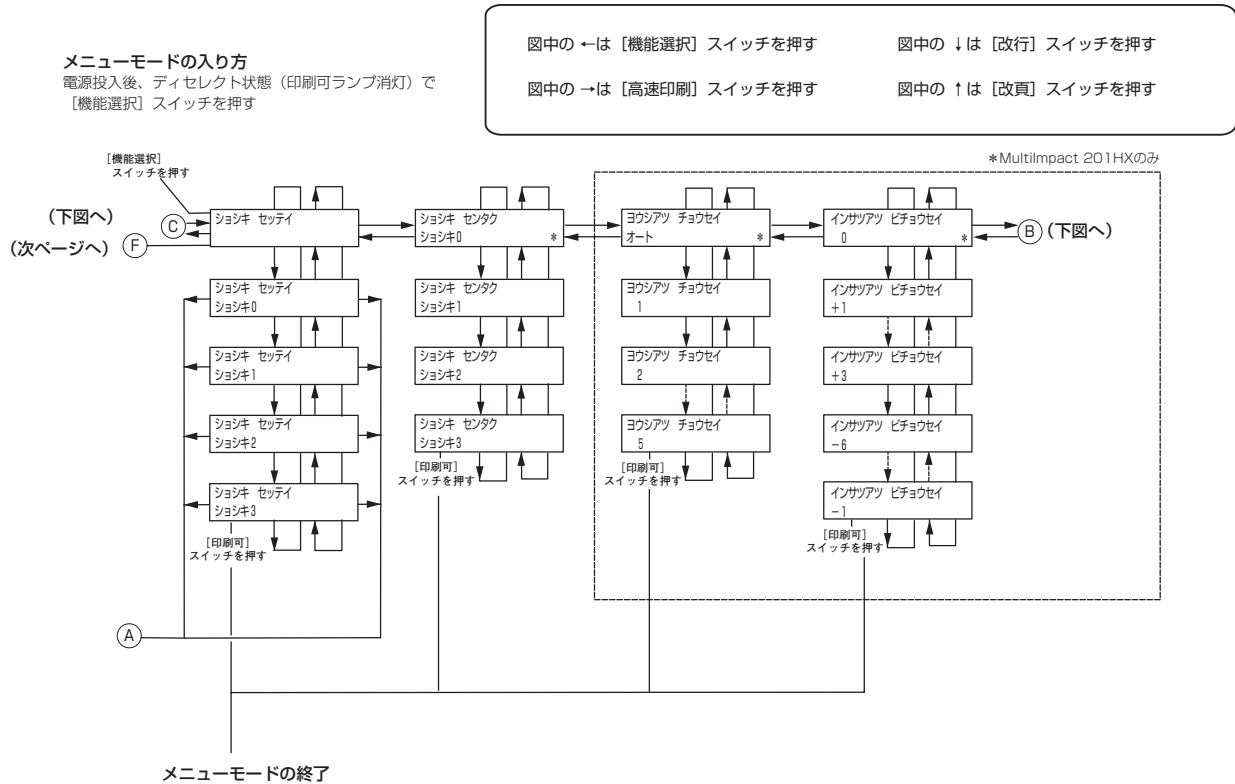 メニューモードの入り方
電源投入後、ディセレクト状態（印刷可ランプ消灯）で
［機能選択］スイッチを押す
図中の ←は［機能選択］スイッチを押す
図中の ↓は［改行］スイッチを押す
図中の →は［高速印刷］スイッチを押す
図中の ↑は［改頁］スイッチを押す
＊MultiImpact 201HXのみ
［機能選択］
スイッチを押す
（下図へ）
C
（次ページへ）
F
ショシキ セッテイ
ショシキ センタク
ショシキ0 ＊
ヨウシアツ チョウセイ
オート ＊
インサツアツ ビチョウセイ
0 ＊
B
（下図へ）
ショシキ セッテイ
ショシキ0
ショシキ センタク
ショシキ1
ヨウシアツ チョウセイ
1
インサツアツ ビチョウセイ
＋1
ショシキ セッテイ
ショシキ1
ショシキ センタク
ショシキ2
ヨウシアツ チョウセイ
2
インサツアツ ビチョウセイ
＋3
ショシキ セッテイ
ショシキ2
ショシキ センタク
ショシキ3
ヨウシアツ チョウセイ
5
インサツアツ ビチョウセイ
－6
［印刷可］
スイッチを押す
［印刷可］
スイッチを押す
ショシキ セッテイ
ショシキ3
インサツアツ ビチョウセイ
－1
［印刷可］
スイッチを押す
［印刷可］
スイッチを押す
A
メニューモードの終了